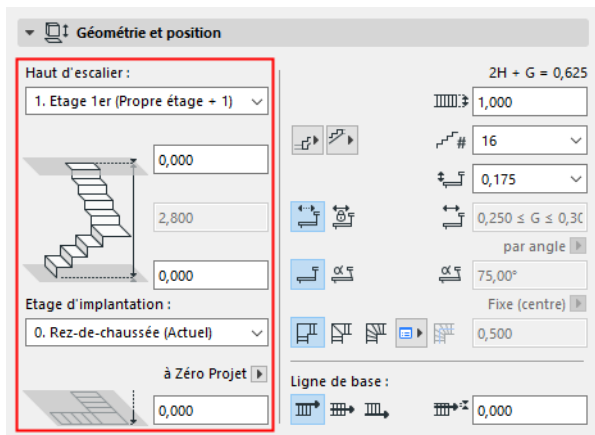 Géométrie et position
Haut d'escalier :
1. Etage 1er (Propre étage + 1)
0,000
2,800
0,000
Etage d'implantation :
0. Rez-de-chaussée (Actuel)
à Zéro Projet
0,000
2H + G = 0,625
1,000
# 16
0,175
0,250 ≤ G ≤ 0,3
par angle
α α α 75,00°
Fixe (centre)
0,500
Ligne de base :
0,000